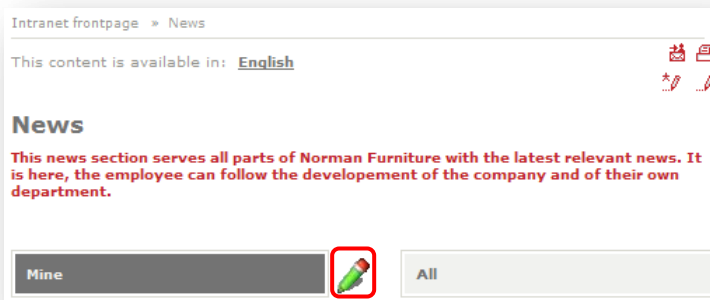 Intranet frontpage » News
This content is available in: English
News
This news section serves all parts of Norman Furniture with the latest relevant news. It
is here, the employee can follow the developement of the company and of their own
department.
Mine
All